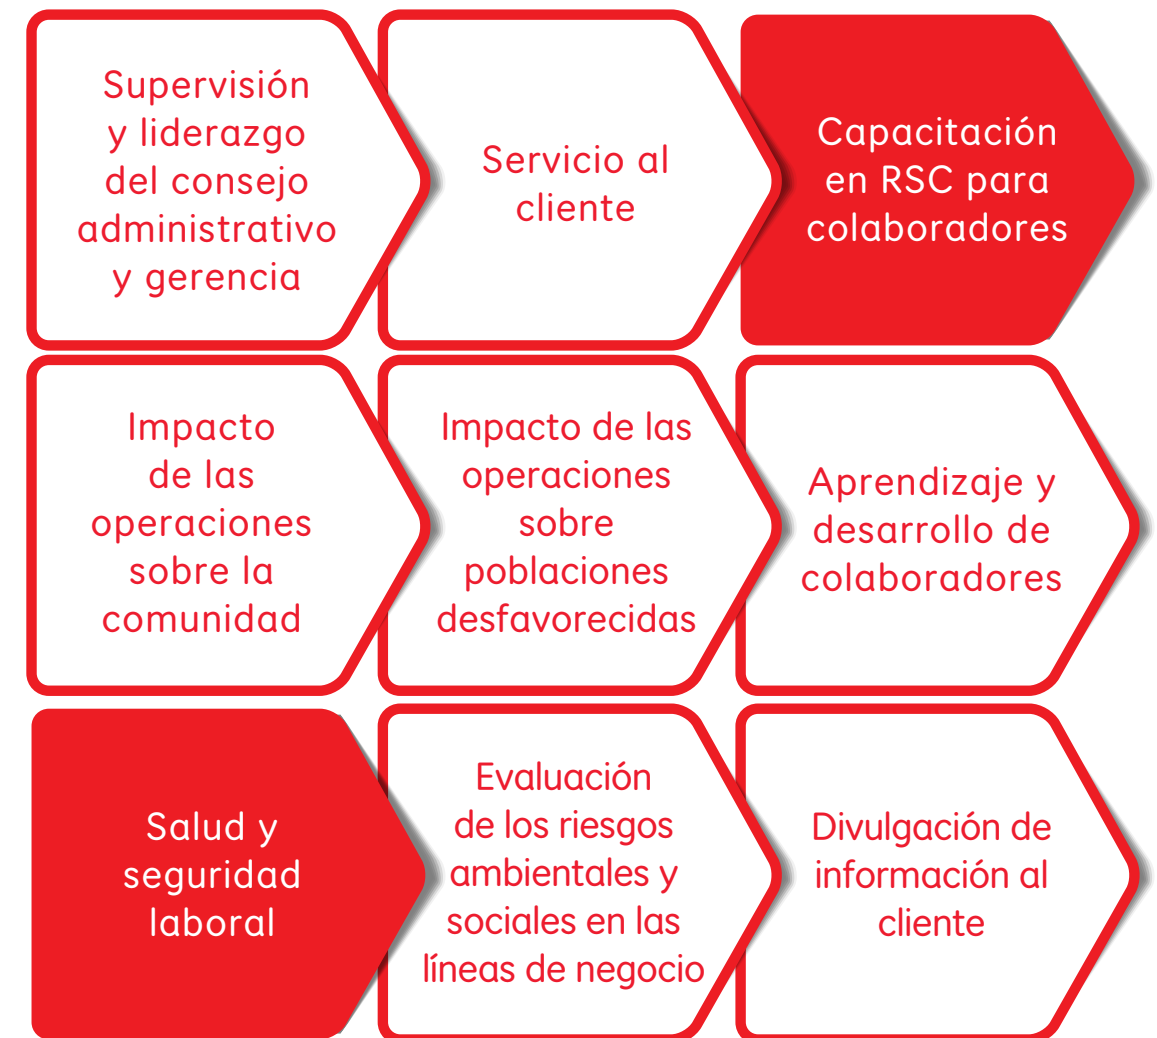 Supervisión
y liderazgo
del consejo
administrativo
y gerencia
Servicio al
cliente
Capacitación
en RSC para
colaboradores
Impacto
de las
operaciones
sobre la
comunidad
Impacto de las
operaciones
sobre
poblaciones
desfavorecidas
Aprendizaje y
desarrollo de
colaboradores
Salud y
seguridad
laboral
Evaluación
de los riesgos
ambientales y
sociales en las
líneas de negocio
Divulgación de
información al
cliente